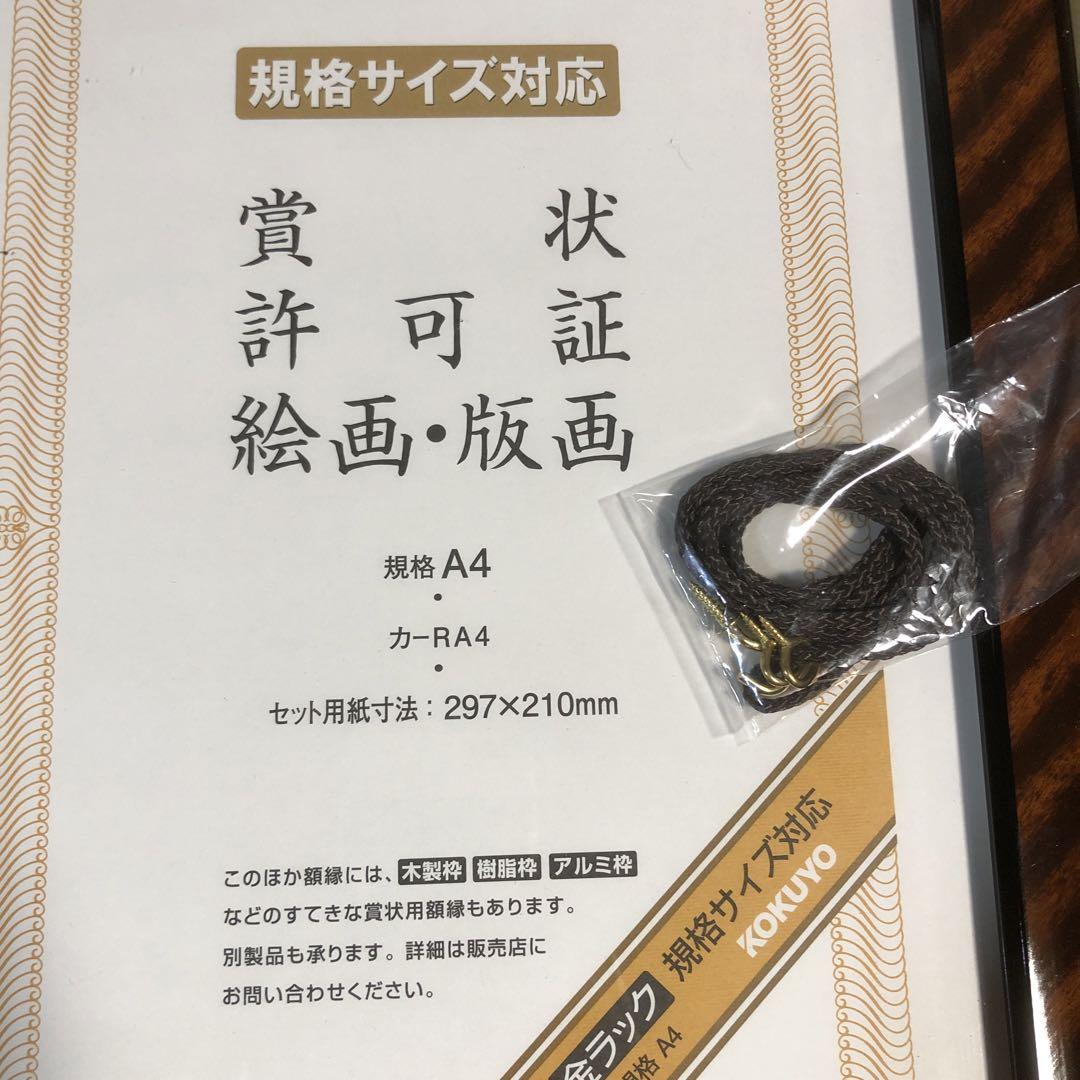 規格サイズ対応
賞状
許可証
絵画・版画
規格 A4
・
カーRA4
・
セット用紙寸法：297×210mm
このほか額縁には、木製枠 樹脂枠 アルミ枠
などのすてきな賞状用額縁もあります。
別製品も承ります。詳細は販売店に
お問い合わせください。
金ラック 規格サイズ対応
規格 A4
KOKUYO